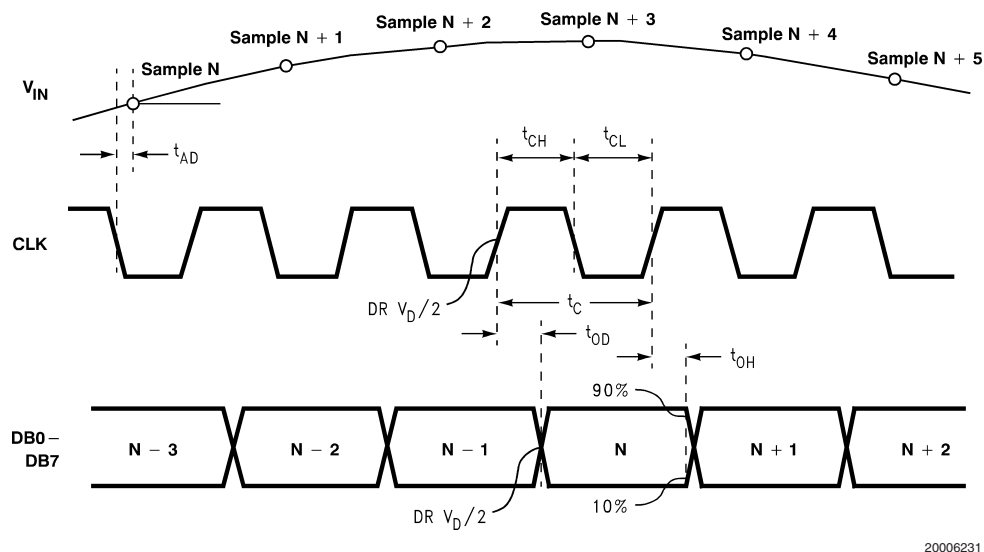 Sample N
Sample N + 1
Sample N + 2
Sample N + 3
Sample N + 4
Sample N + 5
VIN
tAD
tCH
tCL
CLK
DR VD/2
tC
tOD
tOH
90%
DB0–
DB7
N – 3
N – 2
N – 1
N
N + 1
N + 2
DR VD/2
10%
20006231